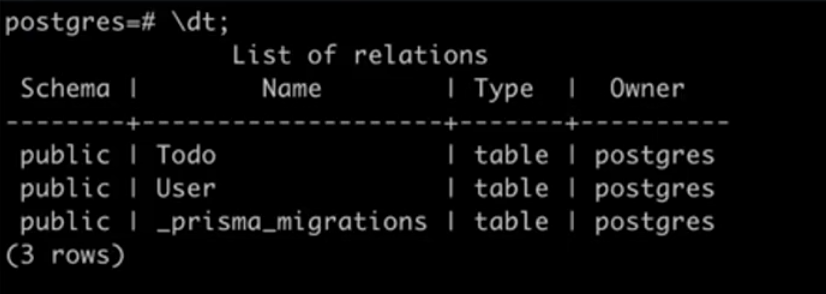 postgres=# \dt;
List of relations
Schema | Name | Type | Owner
--------+--------------------+-------+----------
public | Todo | table | postgres
public | User | table | postgres
public | _prisma_migrations | table | postgres
(3 rows)